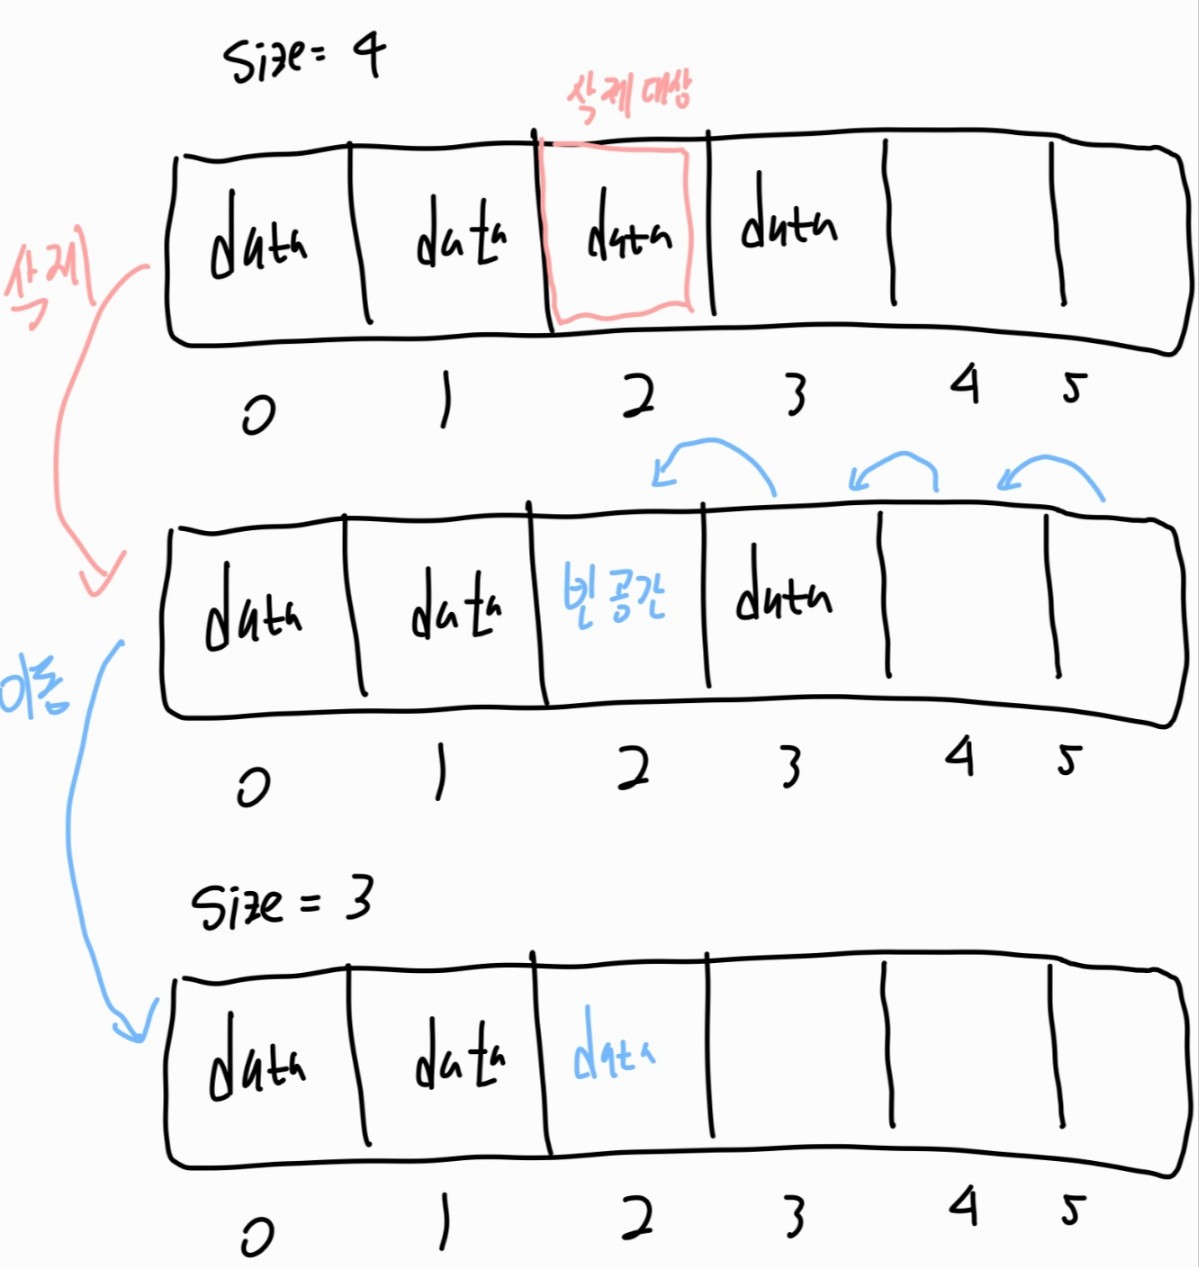 Size = 4
삭제 대상
data data data data
삭제
0 1 2 3 4 5
data data 빈 공간 data
이동
0 1 2 3 4 5
Size = 3
data data data
0 1 2 3 4 5